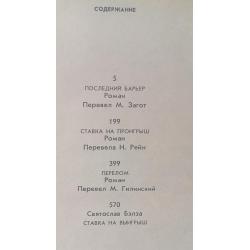 СОДЕРЖАНИЕ
5
ПОСЛЕДНИЙ БАРЬЕР
Роман
Перевел М. Загот
199
СТАВКА НА ПРОИГРЫШ
Роман
Перевела Н. Рейн
399
ПЕРЕЛОМ
Роман
Перевел М. Гилинский
570
Святослав Бэлза
СТАВКА НА ВЫИГРЫШ